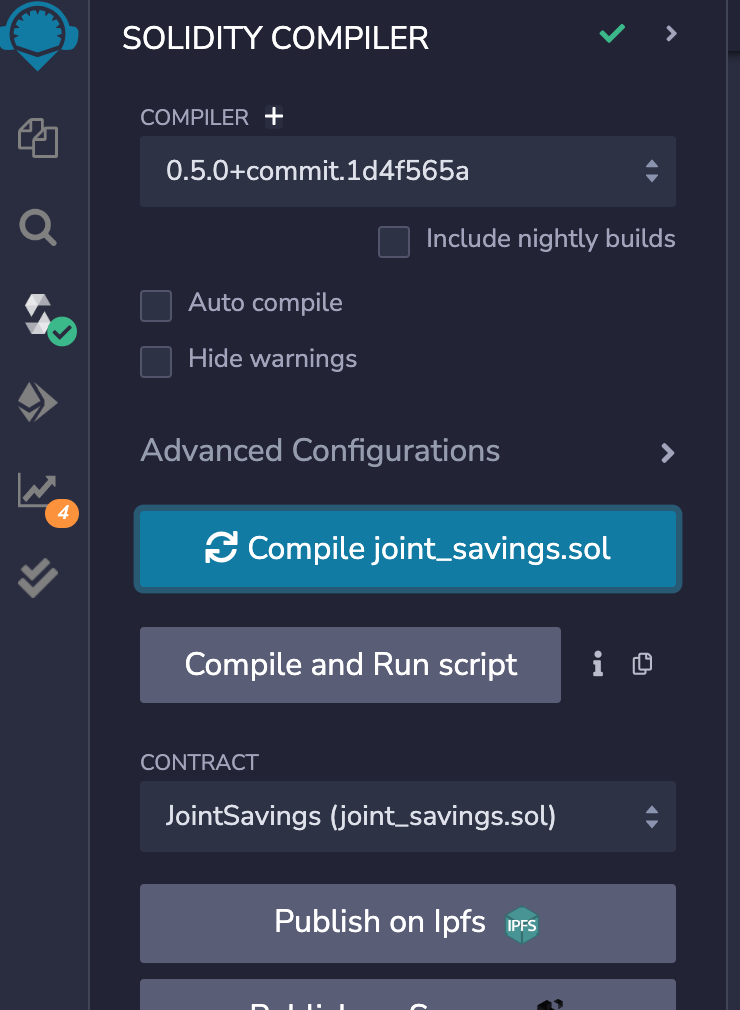 SOLIDITY COMPILER
COMPILER +
0.5.0+commit.1d4f565a
Include nightly builds
Auto compile
Hide warnings
Advanced Configurations
4
Compile joint_savings.sol
Compile and Run script
CONTRACT
JointSavings (joint_savings.sol)
Publish on Ipfs IPFS